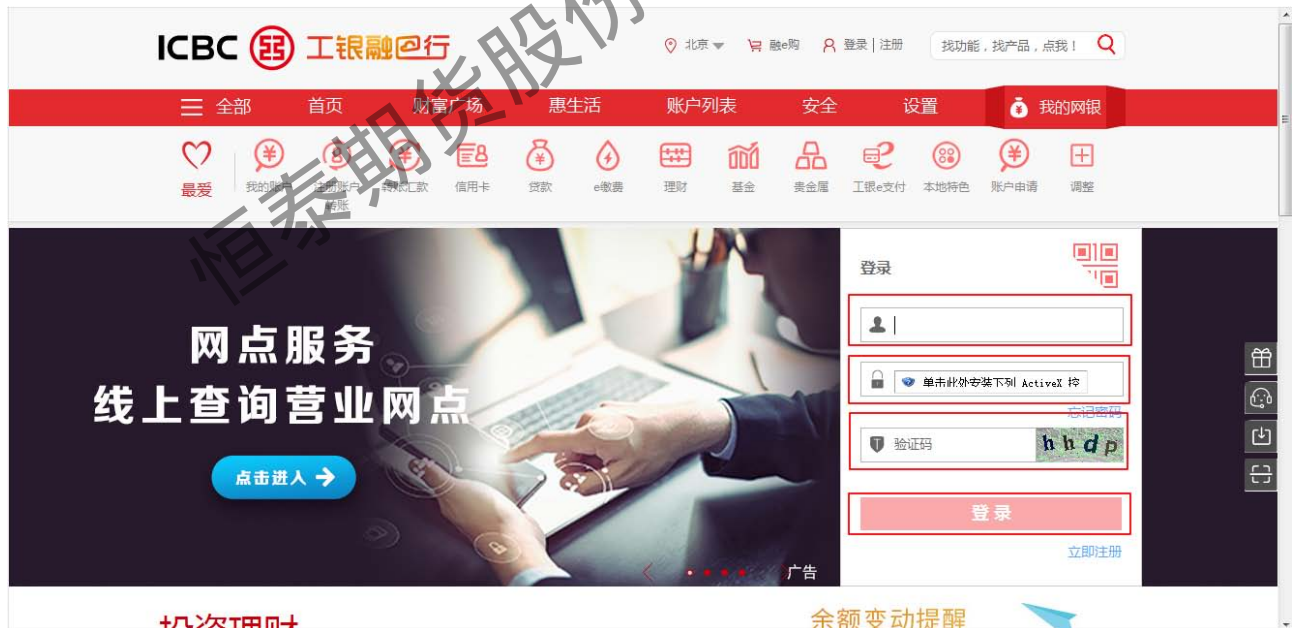 ICBC 工银融e行
北京 融e购 登录 | 注册 找功能，找产品，点我！
全部 首页 财富广场 惠生活 账户列表 安全 设置 我的网银
最爱 我的账户 注册账户转账 转账汇款 信用卡 贷款 e缴费 理财 基金 贵金属 工银e支付 本地特色 账户申请 调整
恒泰期货股份
登录
网点服务
线上查询营业网点
点击进入
单击此处安装下列 ActiveX 控
忘记密码
验证码 hhdp
登录
立即注册
广告
投资理财
余额变动提醒